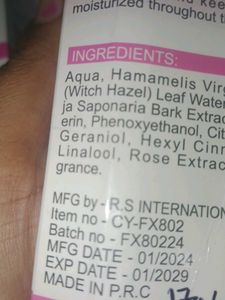 moisturized throughout t
INGREDIENTS:
Aqua, Hamamelis Virg
(Witch Hazel) Leaf Water
ja Saponaria Bark Extrac
erin, Phenoxyethanol, Cit
Geraniol, Hexyl Cinn
Linalool, Rose Extrac
grance.
MFG by - R.S INTERNATION
Item no - CY-FX802
Batch no - FX80224
MFG DATE - 01/2024
EXP DATE - 01/2029
MADE IN P.R.C